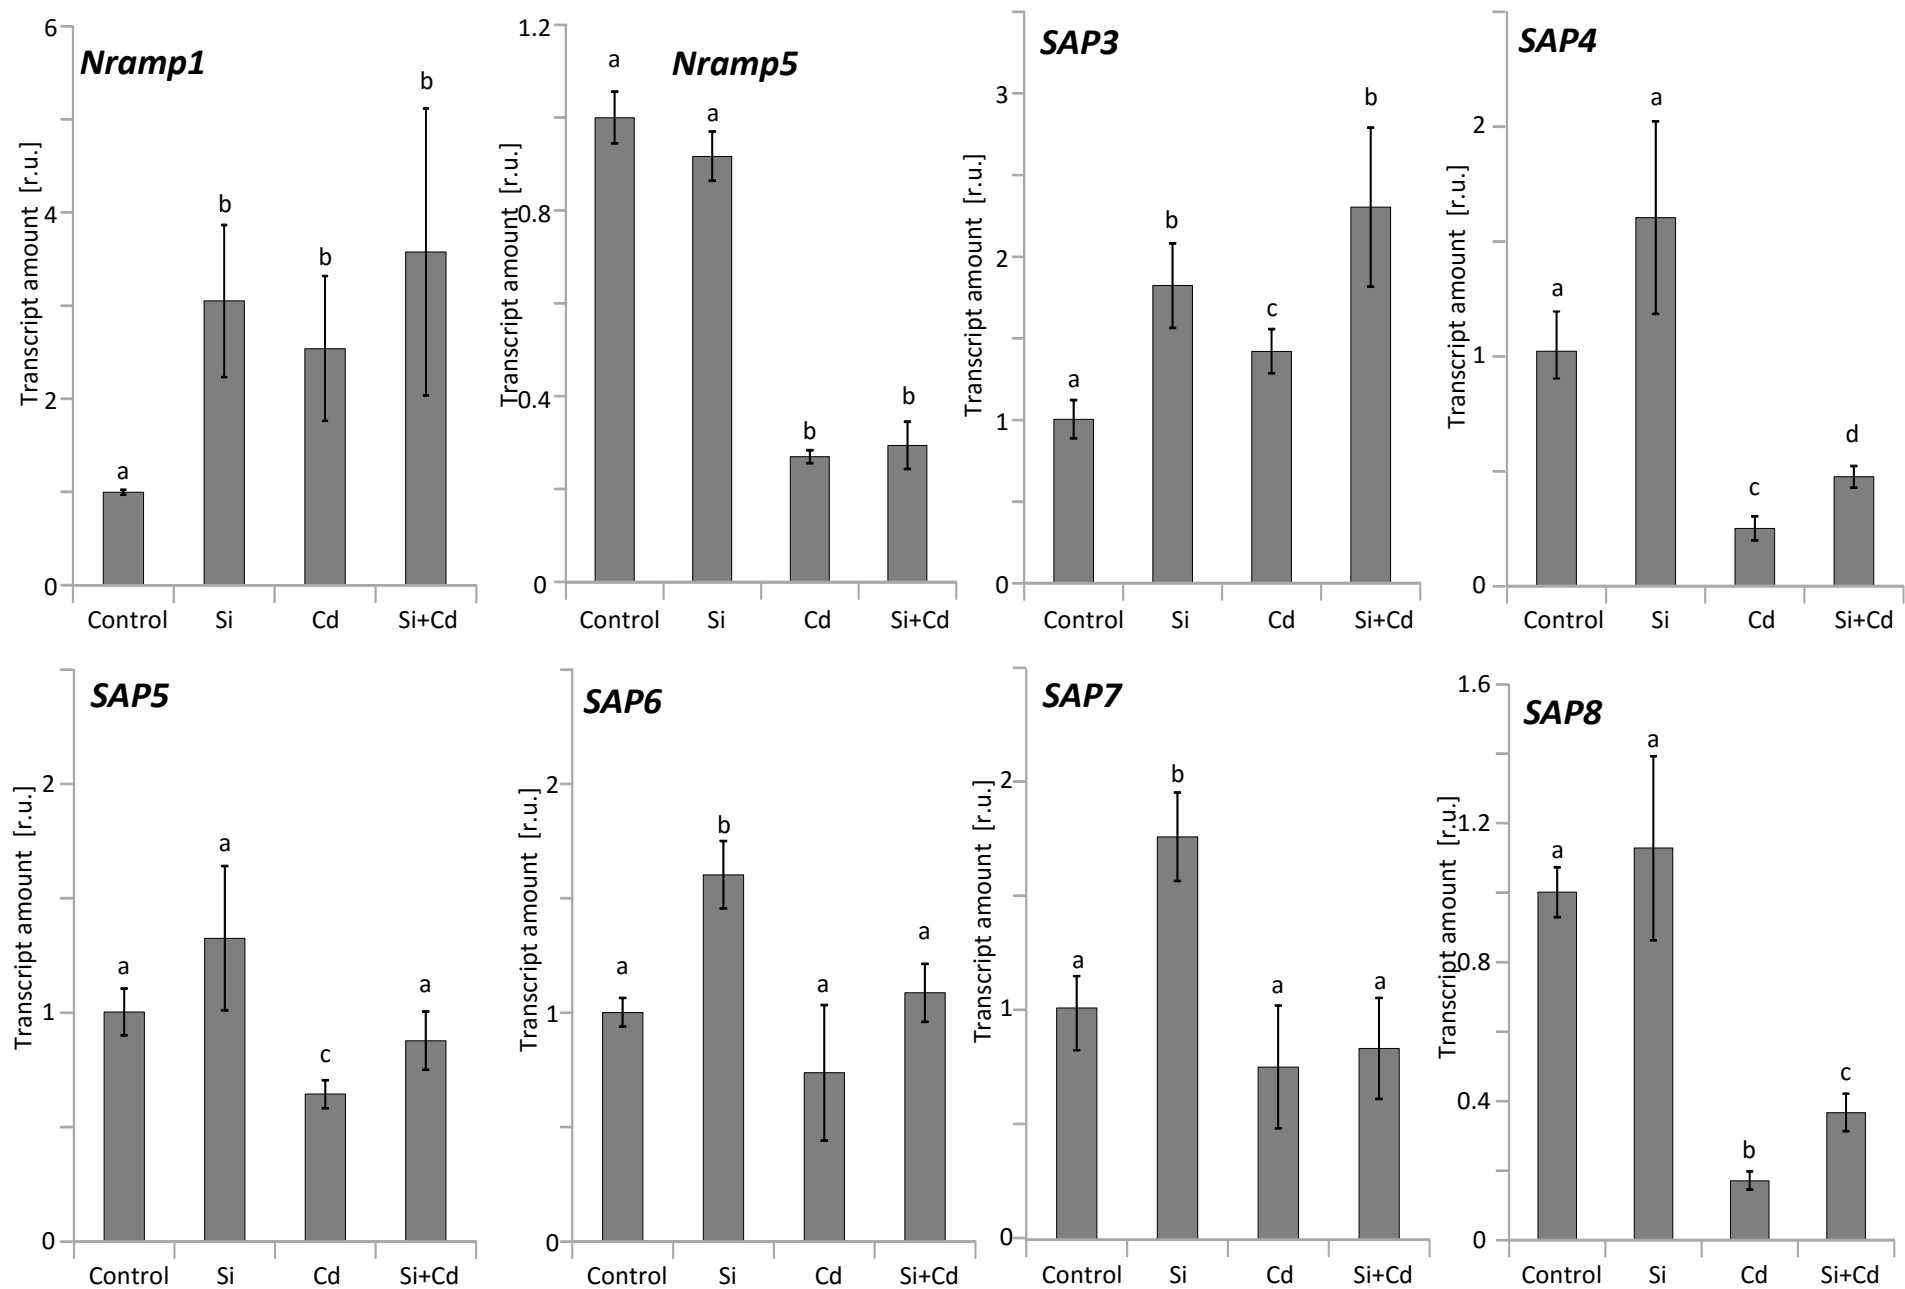 Nramp1
Transcript amount [r.u.]
6
4
2
0
b
b
b
a
Control Si Cd Si+Cd
Nramp5
Transcript amount [r.u.]
1.2
0.8
0.4
0
a
a
b
b
Control Si Cd Si+Cd
SAP3
Transcript amount [r.u.]
3
2
1
0
a
b
c
b
Control Si Cd Si+Cd
SAP4
Transcript amount [r.u.]
2
1
0
a
a
c
d
Control Si Cd Si+Cd
SAP5
Transcript amount [r.u.]
2
1
0
a
a
c
a
Control Si Cd Si+Cd
SAP6
Transcript amount [r.u.]
2
1
0
a
b
a
a
Control Si Cd Si+Cd
SAP7
Transcript amount [r.u.]
2
1
0
a
b
a
a
Control Si Cd Si+Cd
SAP8
Transcript amount [r.u.]
1.6
1.2
0.8
0.4
0
a
a
b
c
Control Si Cd Si+Cd